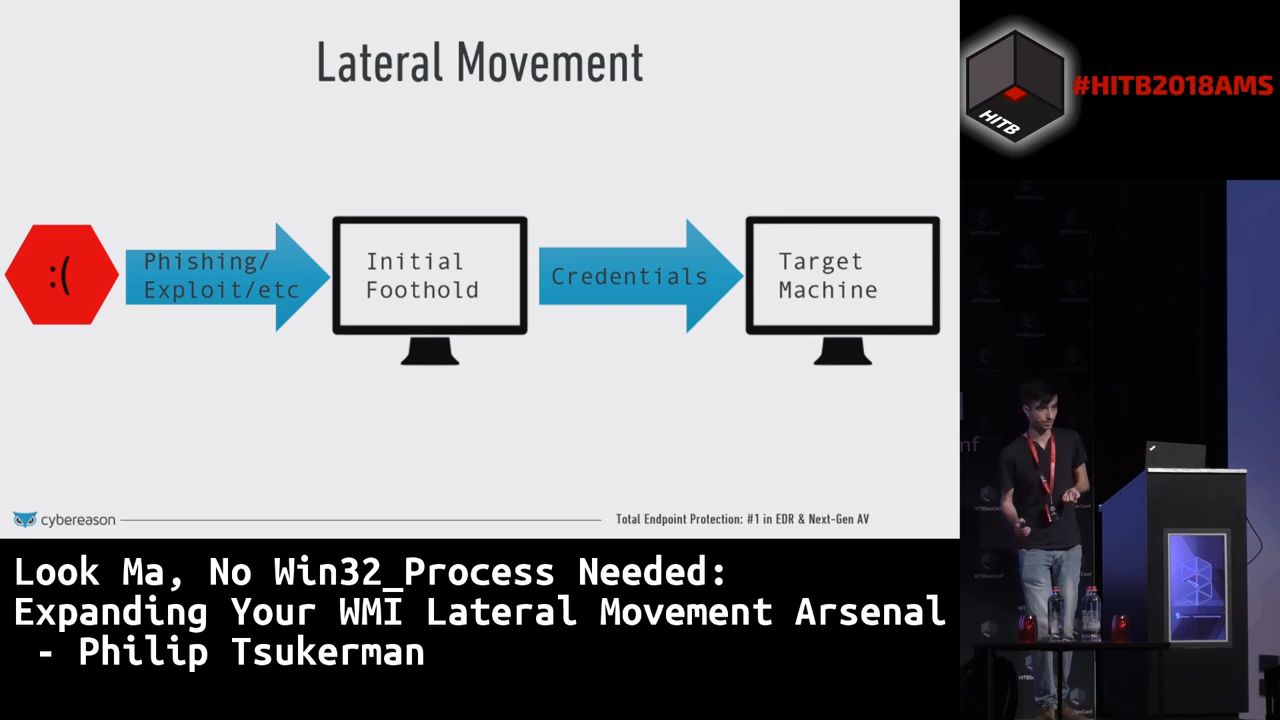 Lateral Movement
:(
Phishing/
Exploit/etc
Initial
Foothold
Credentials
Target
Machine
cybereason
Total Endpoint Protection: #1 in EDR & Next-Gen AV
HITB
#HITB2018AMS
nf
Look Ma, No Win32_Process Needed:
Expanding Your WMI Lateral Movement Arsenal
- Philip Tsukerman